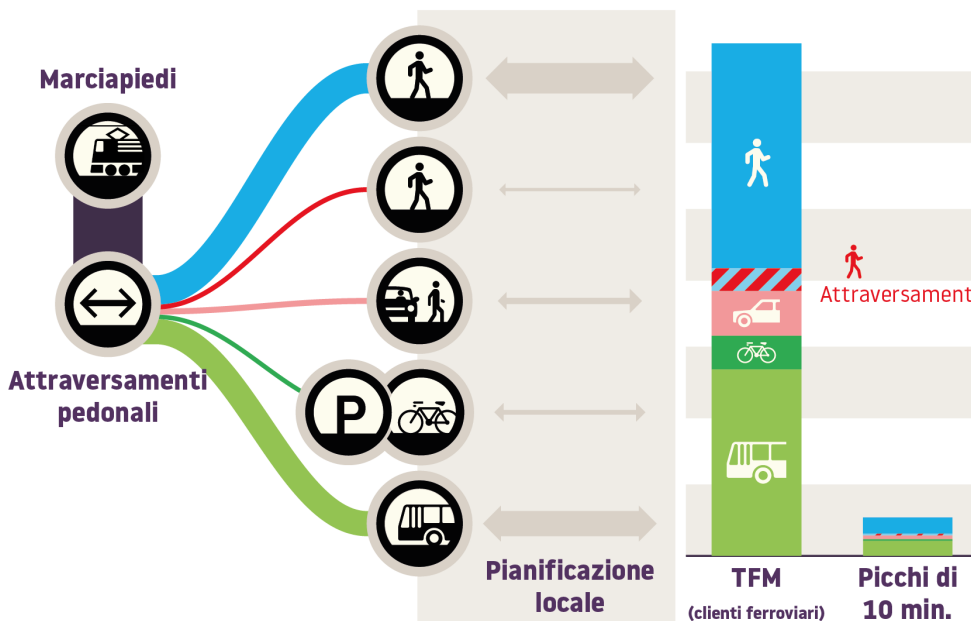 Marciapiedi
Attraversamenti
pedonali
P
Pianificazione
locale
Attraversament
TFM
(clienti ferroviari)
Picchi di
10 min.